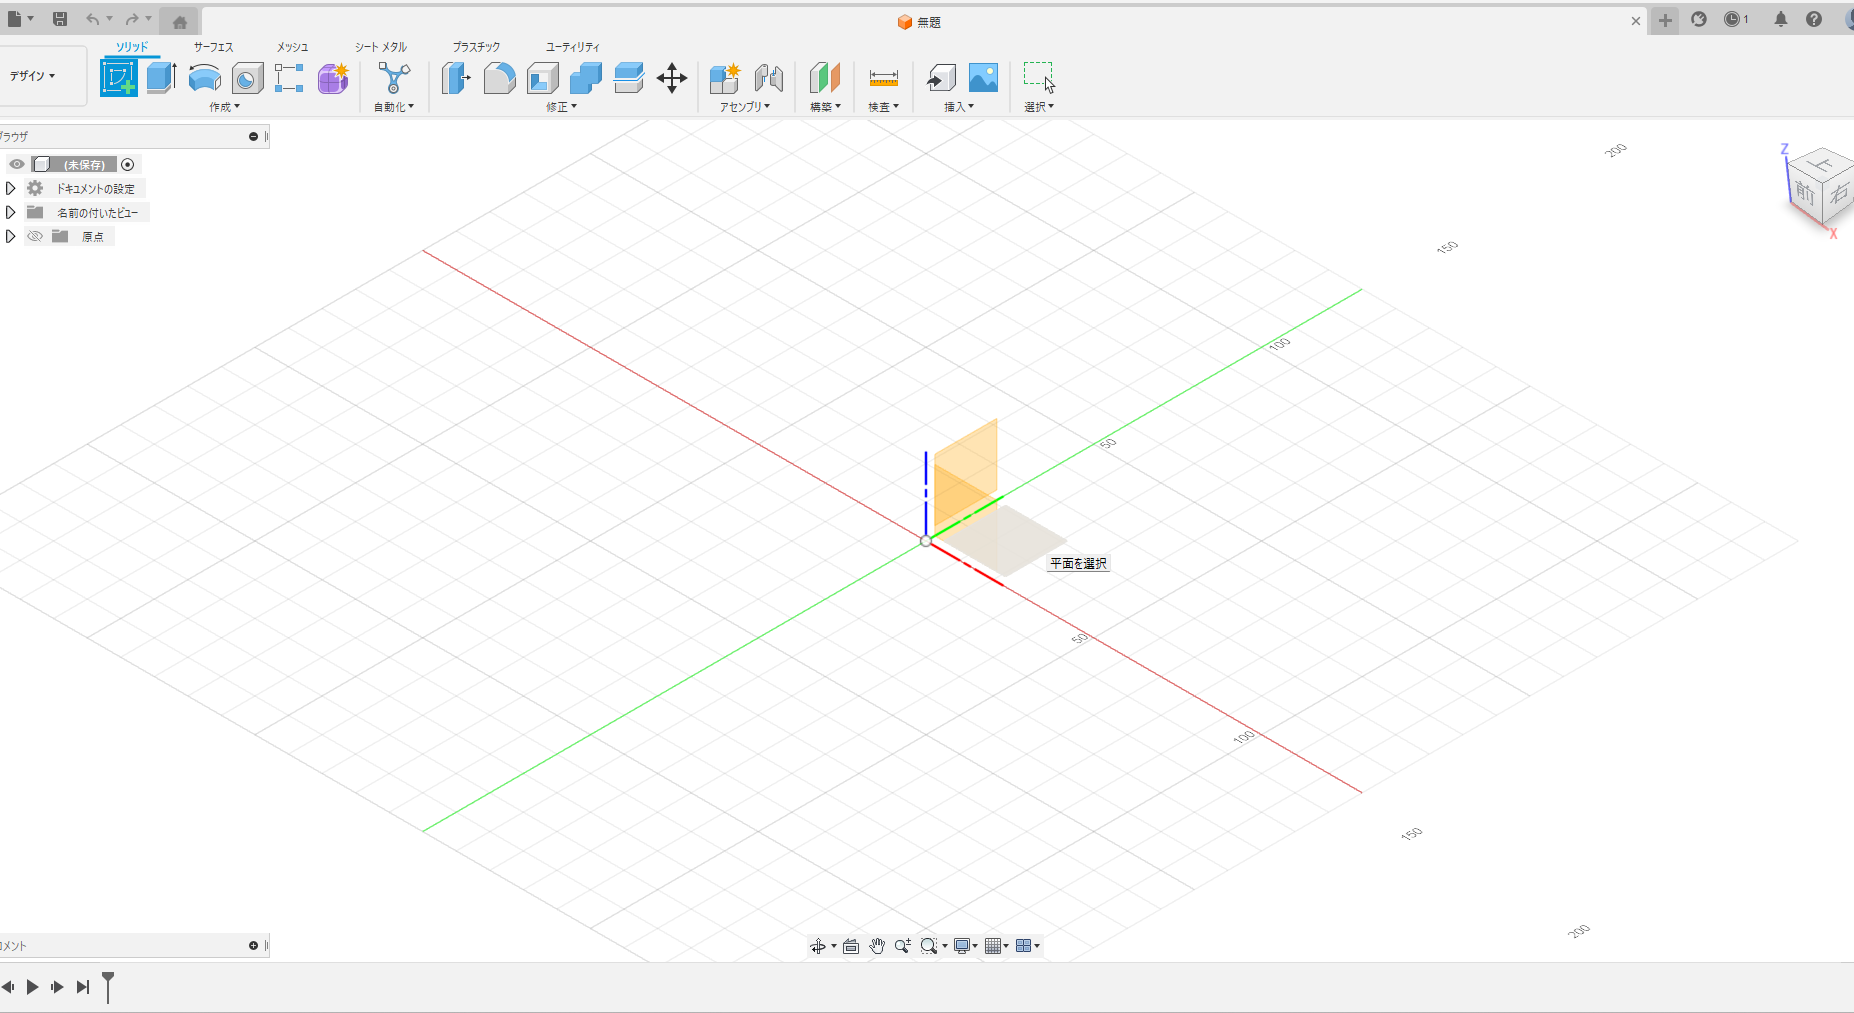 1
無題
ソリッド サーフェス メッシュ シート メタル プラスチック ユーティリティ
デザイン
作成 自動化 修正 アセンブリ 構築 検査 挿入 選択
ブラウザ
(未保存)
ドキュメントの設定
名前の付いたビュー
原点
200
150
100
50
平面を選択
50
100
150
200
Z
上
前
右
X
コメント